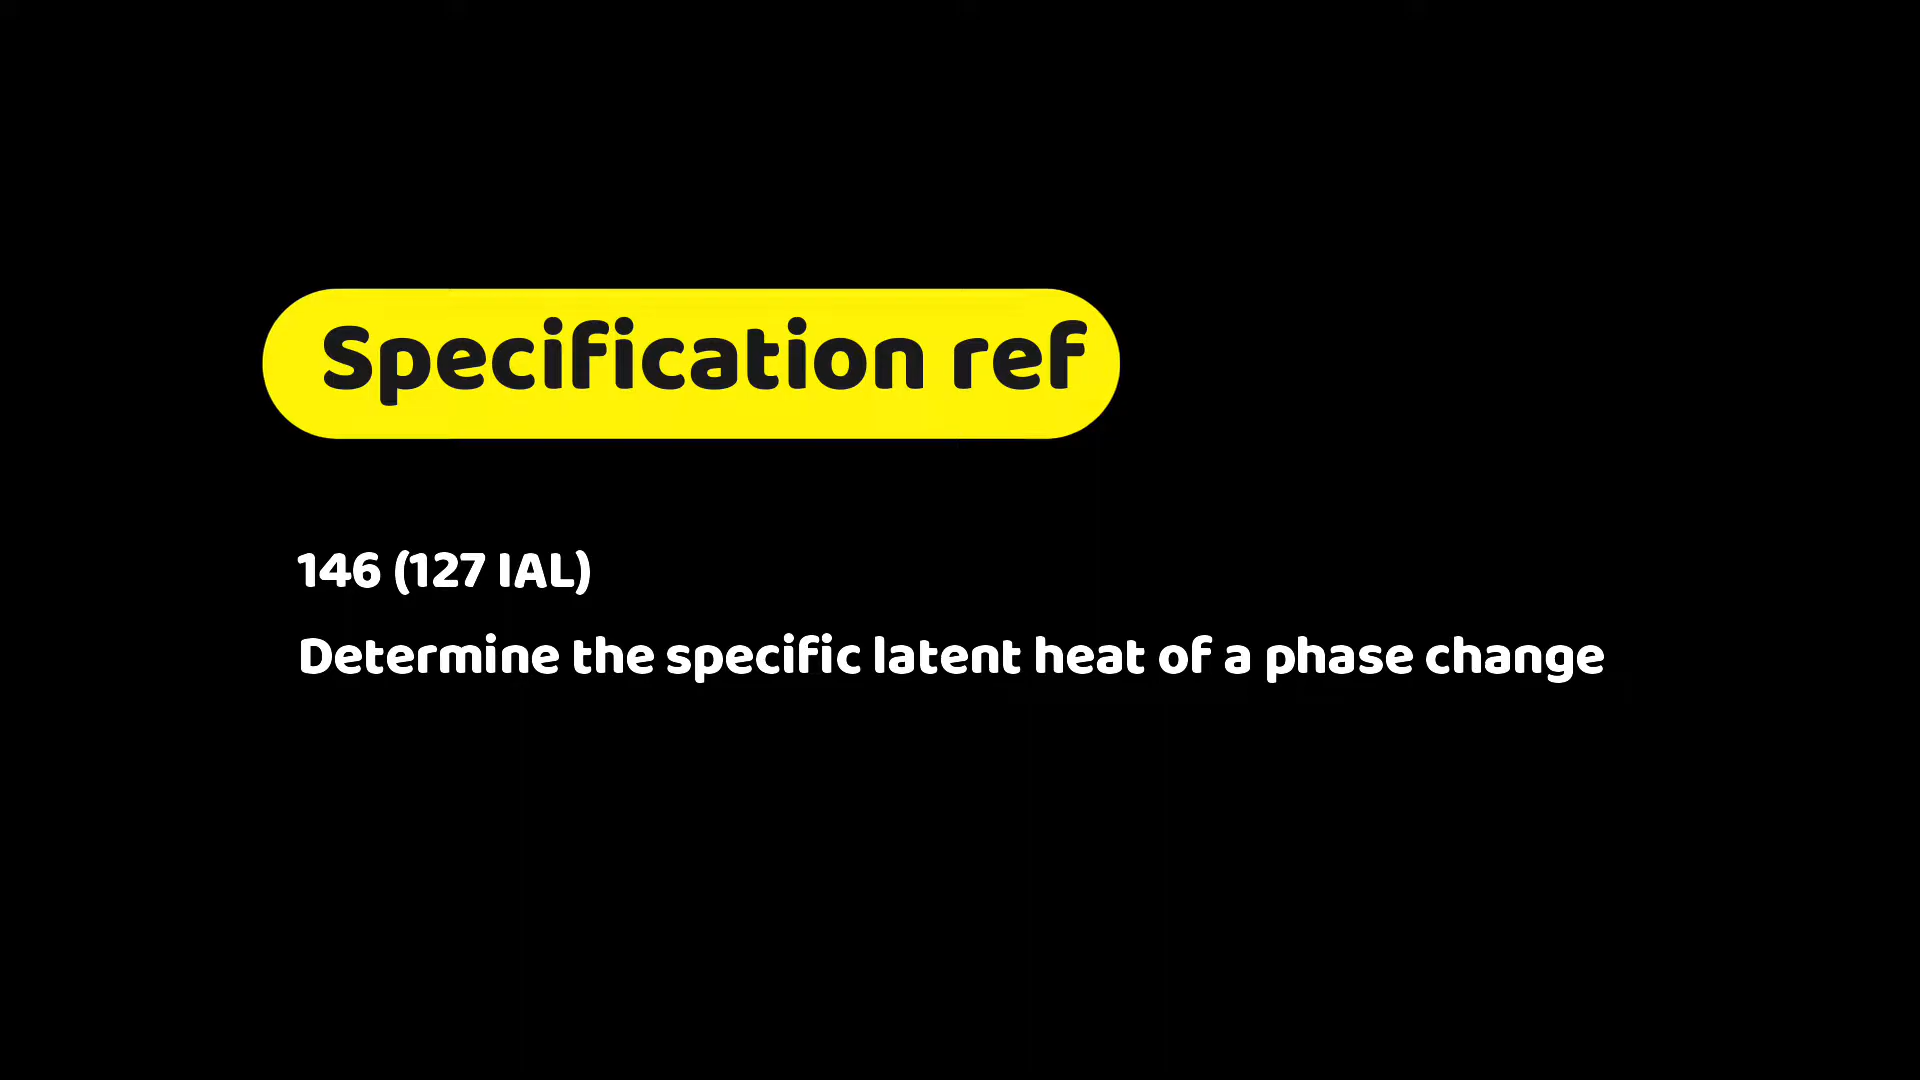 Specification ref
146 (127 IAL)
Determine the specific latent heat of a phase change